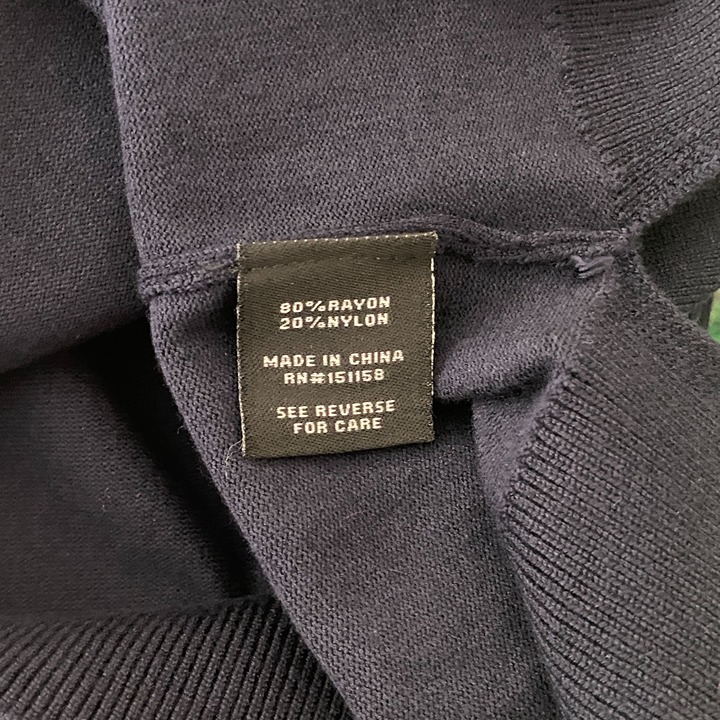 80%RAYON
20%NYLON
MADE IN CHINA
RN#151158
SEE REVERSE
FOR CARE